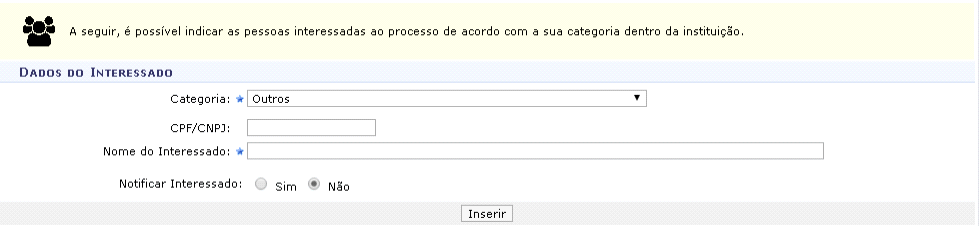 A seguir, é possível indicar as pessoas interessadas ao processo de acordo com a sua categoria dentro da instituição.
Dados do Interessado
Categoria: Outros
CPF/CNPJ:
Nome do Interessado:
Notificar Interessado: Sim Não
Inserir